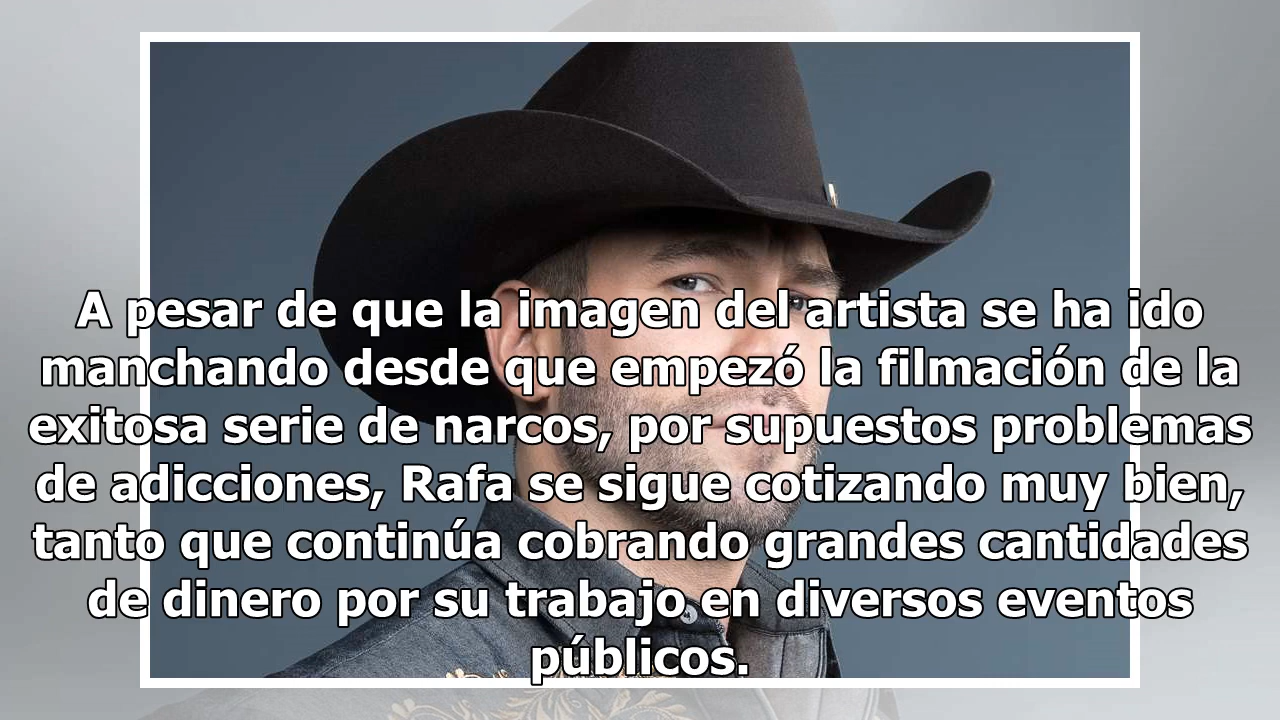 A pesar de que la imagen del artista se ha ido
manchando desde que empezó la filmación de la
exitosa serie de narcos, por supuestos problemas
de adicciones, Rafa se sigue cotizando muy bien,
tanto que continúa cobrando grandes cantidades
de dinero por su trabajo en diversos eventos
públicos.